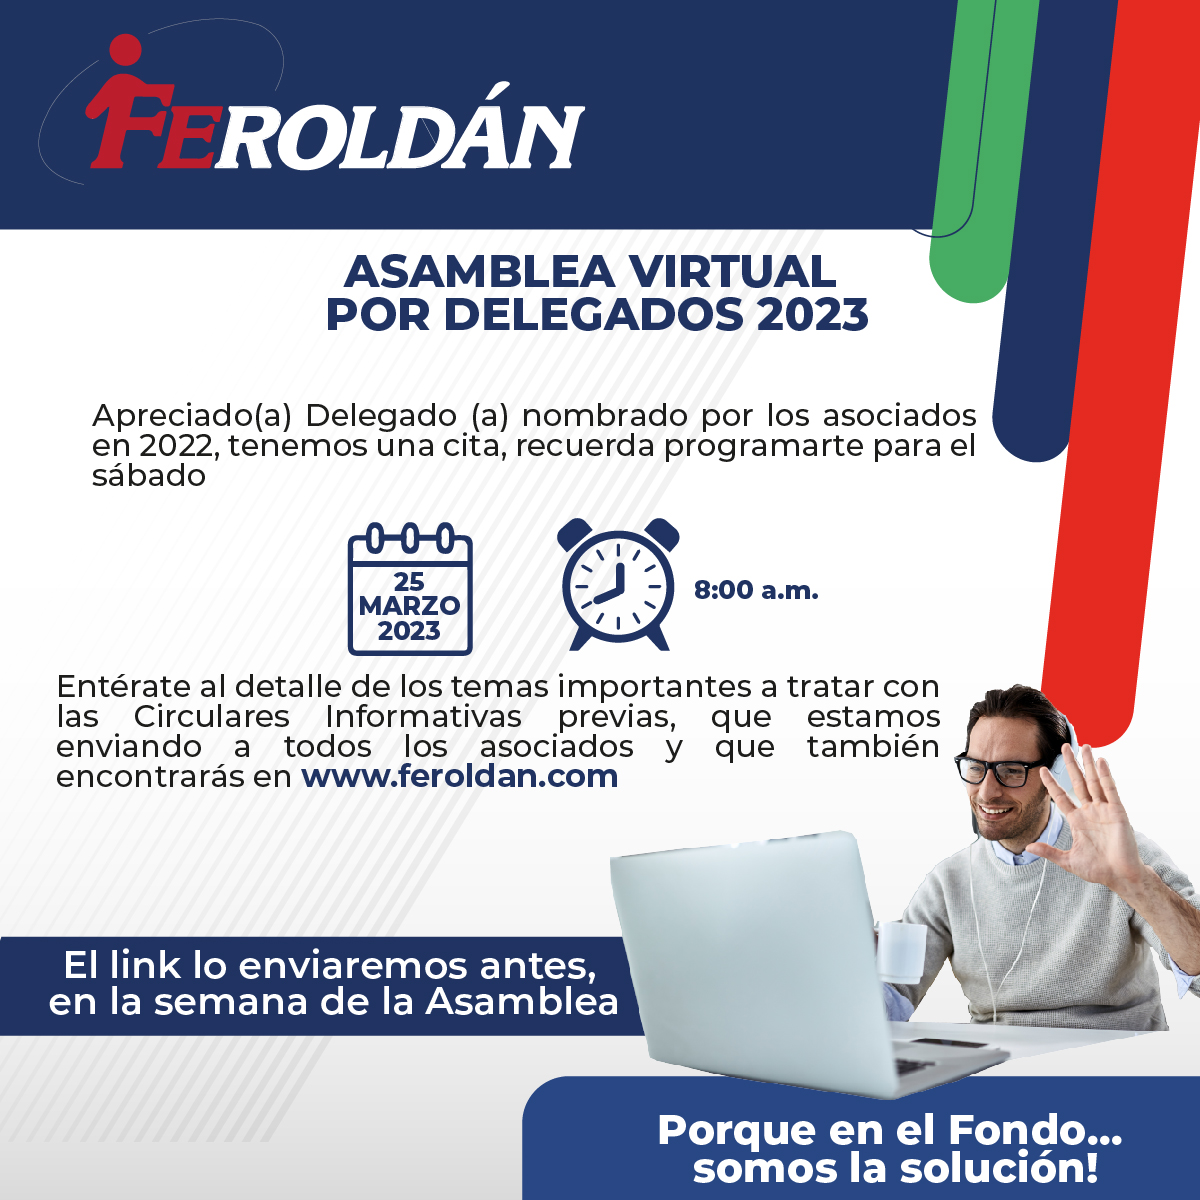 FEROLDÁN
ASAMBLEA VIRTUAL
POR DELEGADOS 2023
Apreciado(a) Delegado (a) nombrado por los asociados
en 2022, tenemos una cita, recuerda programarte para el
sábado
25
MARZO
2023
8:00 a.m.
Entérate al detalle de los temas importantes a tratar con
las Circulares Informativas previas, que estamos
enviando a todos los asociados y que también
encontrarás en www.feroldan.com
El link lo enviaremos antes,
en la semana de la Asamblea
Porque en el Fondo...
somos la solución!